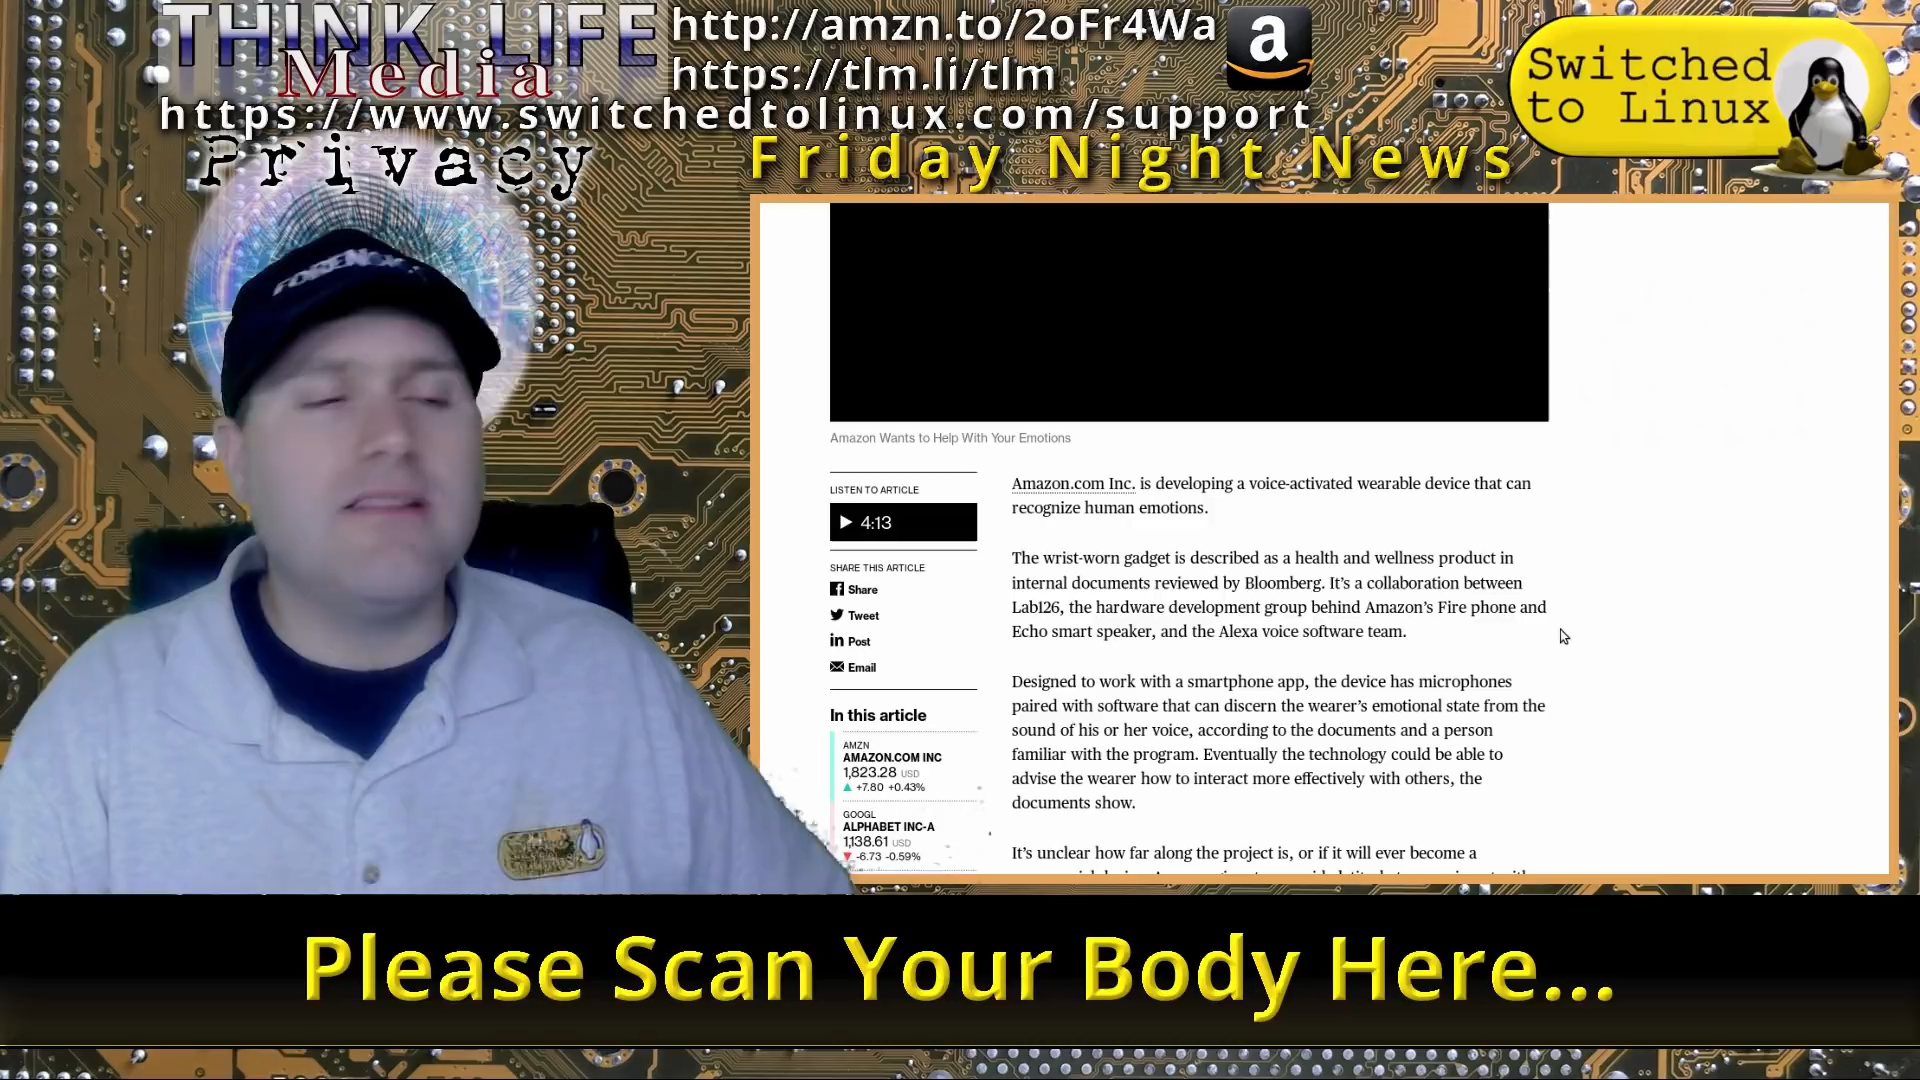 THINK LIFE
Media
http://amzn.to/2oFr4Wa
https://tlm.li/tlm
https://www.switchedtolinux.com/support
Privacy
Friday Night News
Switched
to Linux
Amazon Wants to Help With Your Emotions
LISTEN TO ARTICLE
4:13
SHARE THIS ARTICLE
Share
Tweet
Post
Email
In this article
AMZN
AMAZON.COM INC
1,823.28 USD
+7.80 +0.43%
GOOGL
ALPHABET INC-A
1,138.61 USD
-6.73 -0.59%
Amazon.com Inc. is developing a voice-activated wearable device that can
recognize human emotions.
The wrist-worn gadget is described as a health and wellness product in
internal documents reviewed by Bloomberg. It’s a collaboration between
Lab126, the hardware development group behind Amazon’s Fire phone and
Echo smart speaker, and the Alexa voice software team.
Designed to work with a smartphone app, the device has microphones
paired with software that can discern the wearer’s emotional state from the
sound of his or her voice, according to the documents and a person
familiar with the program. Eventually the technology could be able to
advise the wearer how to interact more effectively with others, the
documents show.
It’s unclear how far along the project is, or if it will ever become a
Please Scan Your Body Here...